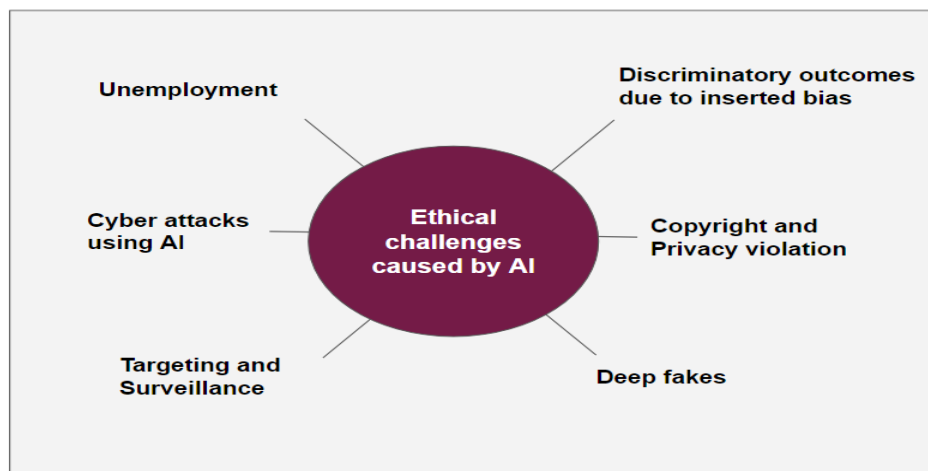 Unemployment
Discriminatory outcomes
due to inserted bias
Ethical
challenges
caused by AI
Cyber attacks
using AI
Copyright and
Privacy violation
Targeting and
Surveillance
Deep fakes